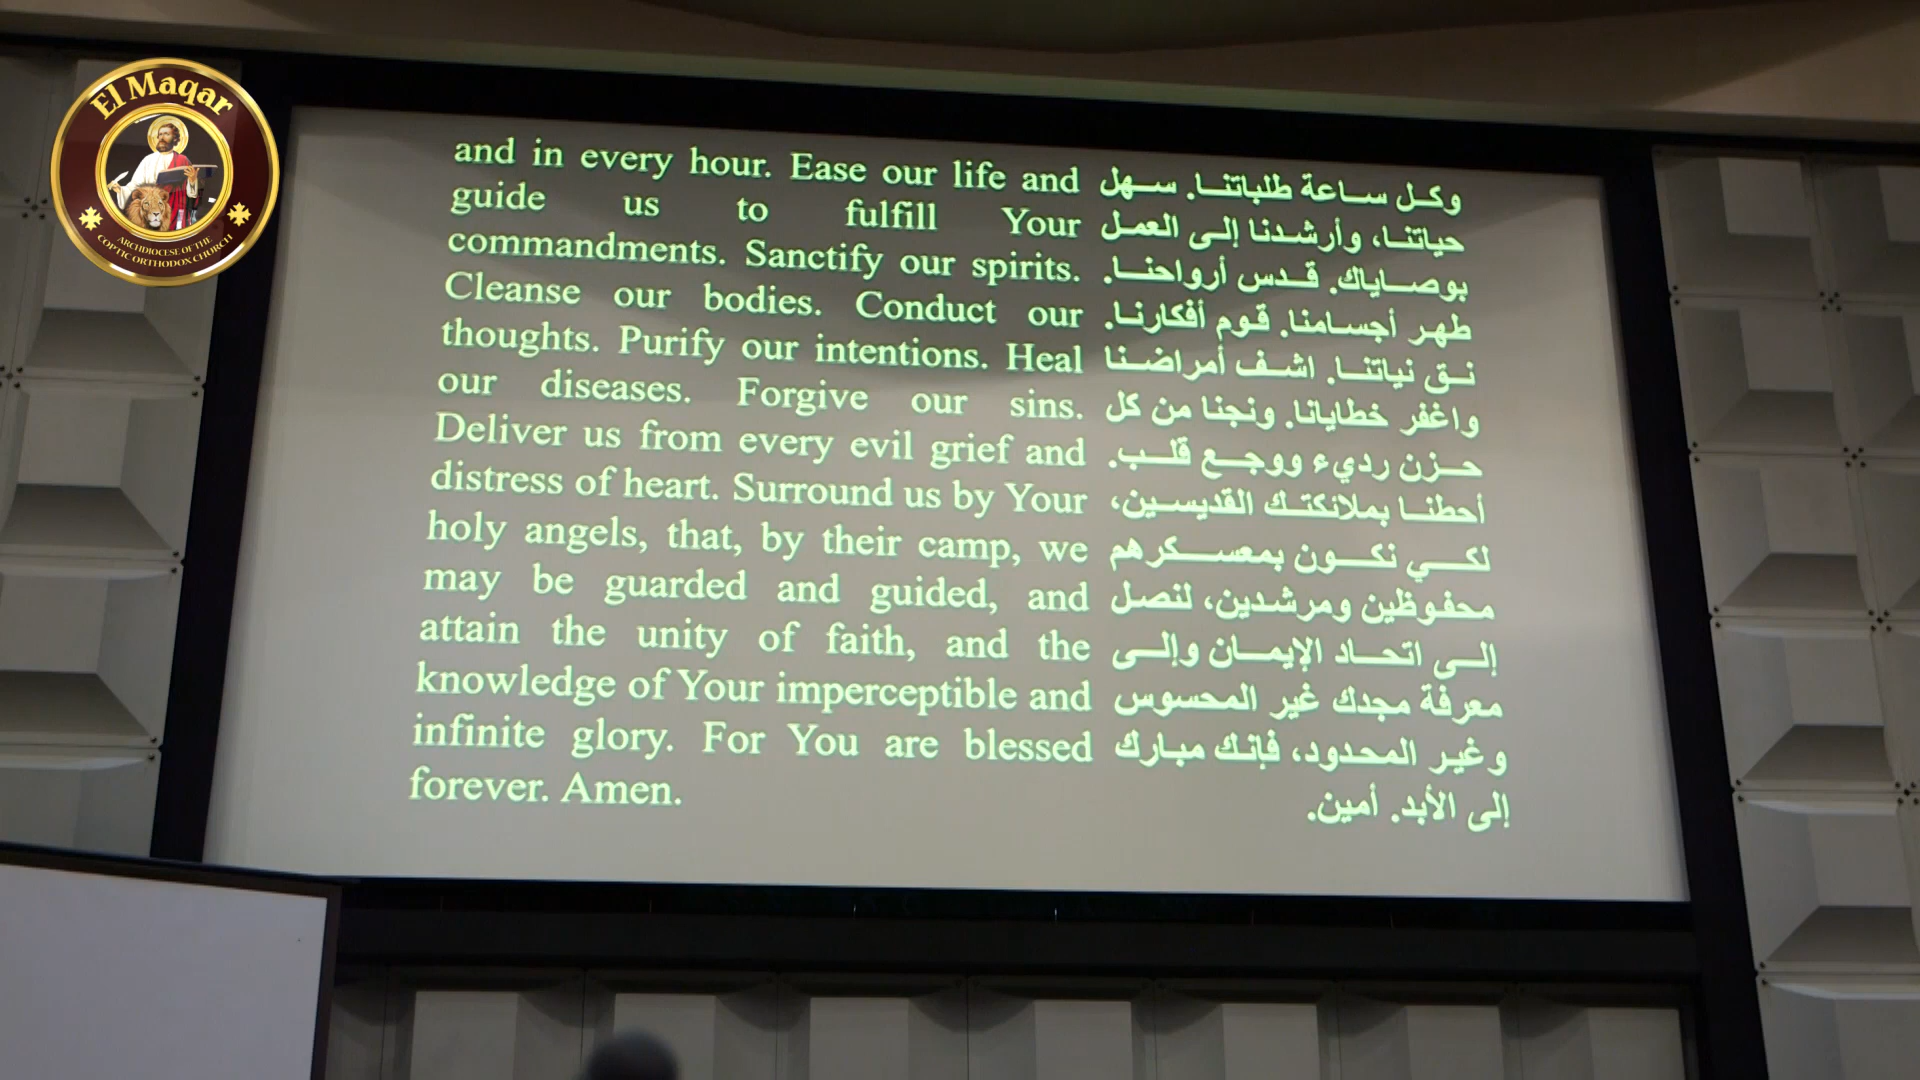 El Maqar
ARCHDIOCESE OF THE
COPTIC ORTHODOX CHURCH
and in every hour. Ease our life and
guide us to fulfill Your
commandments. Sanctify our spirits.
Cleanse our bodies. Conduct our
thoughts. Purify our intentions. Heal
our diseases. Forgive our sins.
Deliver us from every evil grief and
distress of heart. Surround us by Your
holy angels, that, by their camp, we
may be guarded and guided, and
attain the unity of faith, and the
knowledge of Your imperceptible and
infinite glory. For You are blessed
forever. Amen.
وكل ساعة طلباتنا. سهل
حياتنا، وأرشدنا إلى العمل
بوصاياك. قدس أرواحنا.
طهر أجسامنا. قوم أفكارنا.
نق نياتنا. اشف أمراضنا
واغفر خطايانا. ونجنا من كل
حزن رديء ووجع قلب.
أحطنا بملائكتك القديسين،
لكي نكون بمعسكرهم
محفوظين ومرشدين، لنصل
إلى اتحاد الإيمان وإلى
معرفة مجدك غير المحسوس
وغير المحدود، فإنك مبارك
إلى الأبد. أمين.